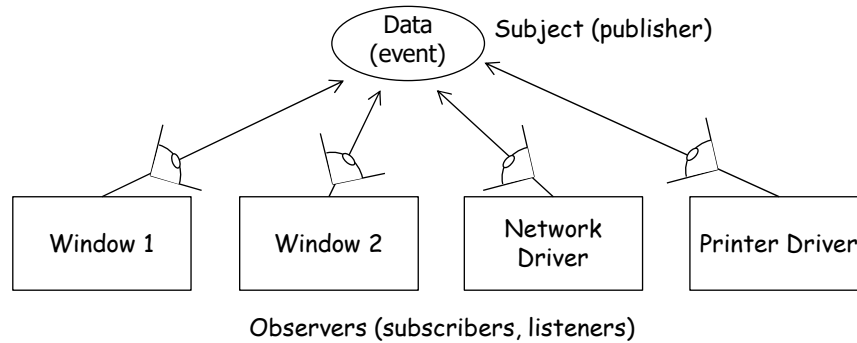 Data
(event)
Subject (publisher)
Window 1
Window 2
Network
Driver
Printer Driver
Observers (subscribers, listeners)